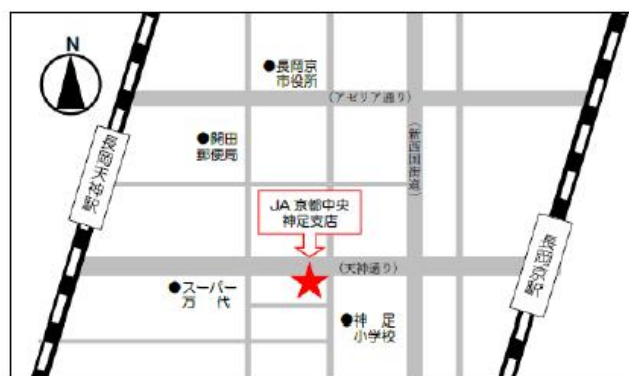 N
●長岡京
市役所
(アゼリア通り)
●開田
郵便局
(新西国街道)
長岡天神駅
JA 京都中央
神足支店
(天神通り)
長岡京駅
●スーパー
万 代
●神 足
小学校